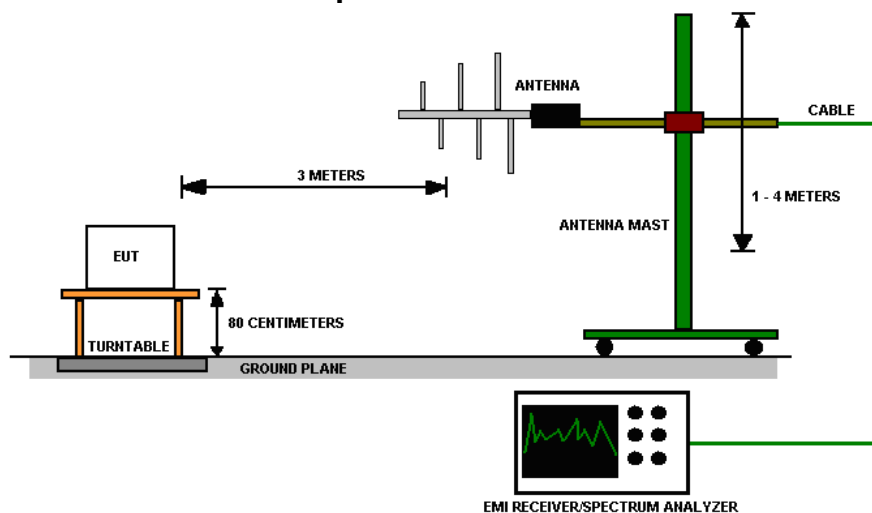 ANTENNA
CABLE
3 METERS
1 - 4 METERS
ANTENNA MAST
EUT
80 CENTIMETERS
TURNTABLE
GROUND PLANE
EMI RECEIVER/SPECTRUM ANALYZER